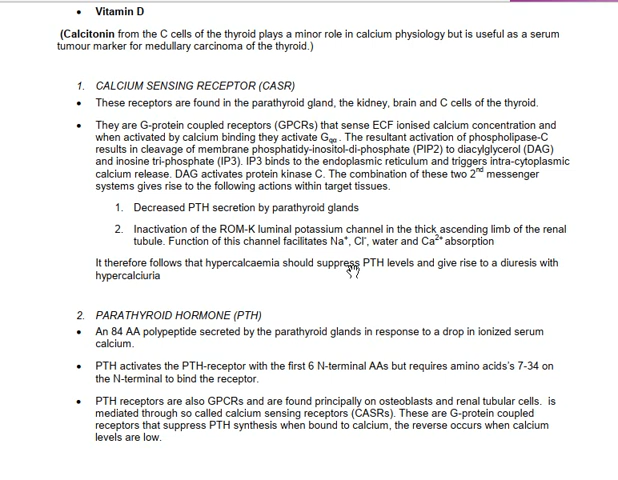 • Vitamin D
(Calcitonin from the C cells of the thyroid plays a minor role in calcium physiology but is useful as a serum
tumour marker for medullary carcinoma of the thyroid.)
1. CALCIUM SENSING RECEPTOR (CASR)
• These receptors are found in the parathyroid gland, the kidney, brain and C cells of the thyroid.
• They are G-protein coupled receptors (GPCRs) that sense ECF ionised calcium concentration and
when activated by calcium binding they activate Gqα. The resultant activation of phospholipase-C
results in cleavage of membrane phosphatidy-inositol-di-phosphate (PIP2) to diacylglycerol (DAG)
and inosine tri-phosphate (IP3). IP3 binds to the endoplasmic reticulum and triggers intra-cytoplasmic
calcium release. DAG activates protein kinase C. The combination of these two 2nd messenger
systems gives rise to the following actions within target tissues.
1. Decreased PTH secretion by parathyroid glands
2. Inactivation of the ROM-K luminal potassium channel in the thick ascending limb of the renal
tubule. Function of this channel facilitates Na⁺, Cl⁻, water and Ca²⁺ absorption
It therefore follows that hypercalcaemia should suppress PTH levels and give rise to a diuresis with
hypercalciuria
2. PARATHYROID HORMONE (PTH)
• An 84 AA polypeptide secreted by the parathyroid glands in response to a drop in ionized serum
calcium.
• PTH activates the PTH-receptor with the first 6 N-terminal AAs but requires amino acids's 7-34 on
the N-terminal to bind the receptor.
• PTH receptors are also GPCRs and are found principally on osteoblasts and renal tubular cells. is
mediated through so called calcium sensing receptors (CASRs). These are G-protein coupled
receptors that suppress PTH synthesis when bound to calcium, the reverse occurs when calcium
levels are low.